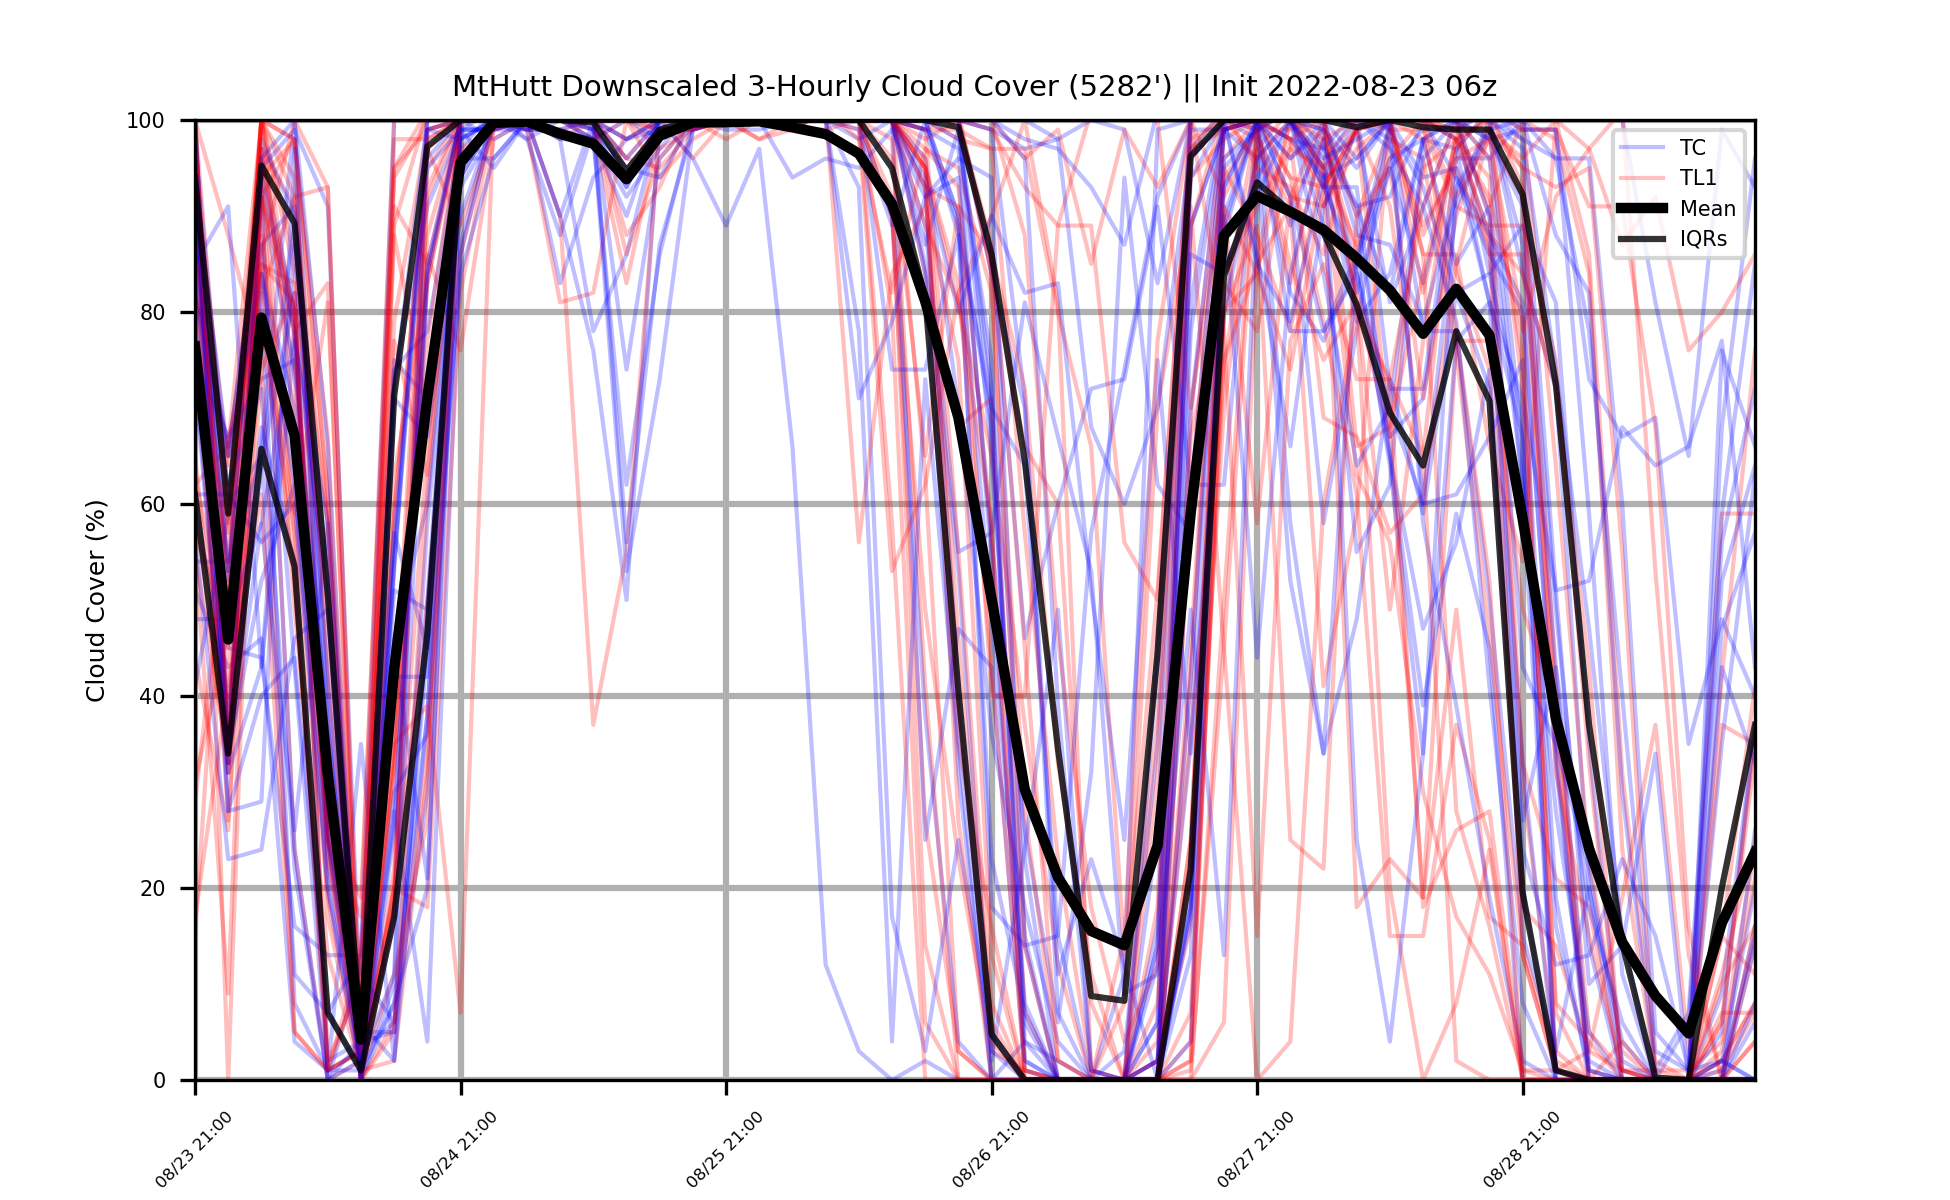 MtHutt Downscaled 3-Hourly Cloud Cover (5282') || Init 2022-08-23 06z
TC
TL1
Mean
IQRs
Cloud Cover (%)
100
80
60
40
20
0
08/23 21:00
08/24 21:00
08/25 21:00
08/26 21:00
08/27 21:00
08/28 21:00